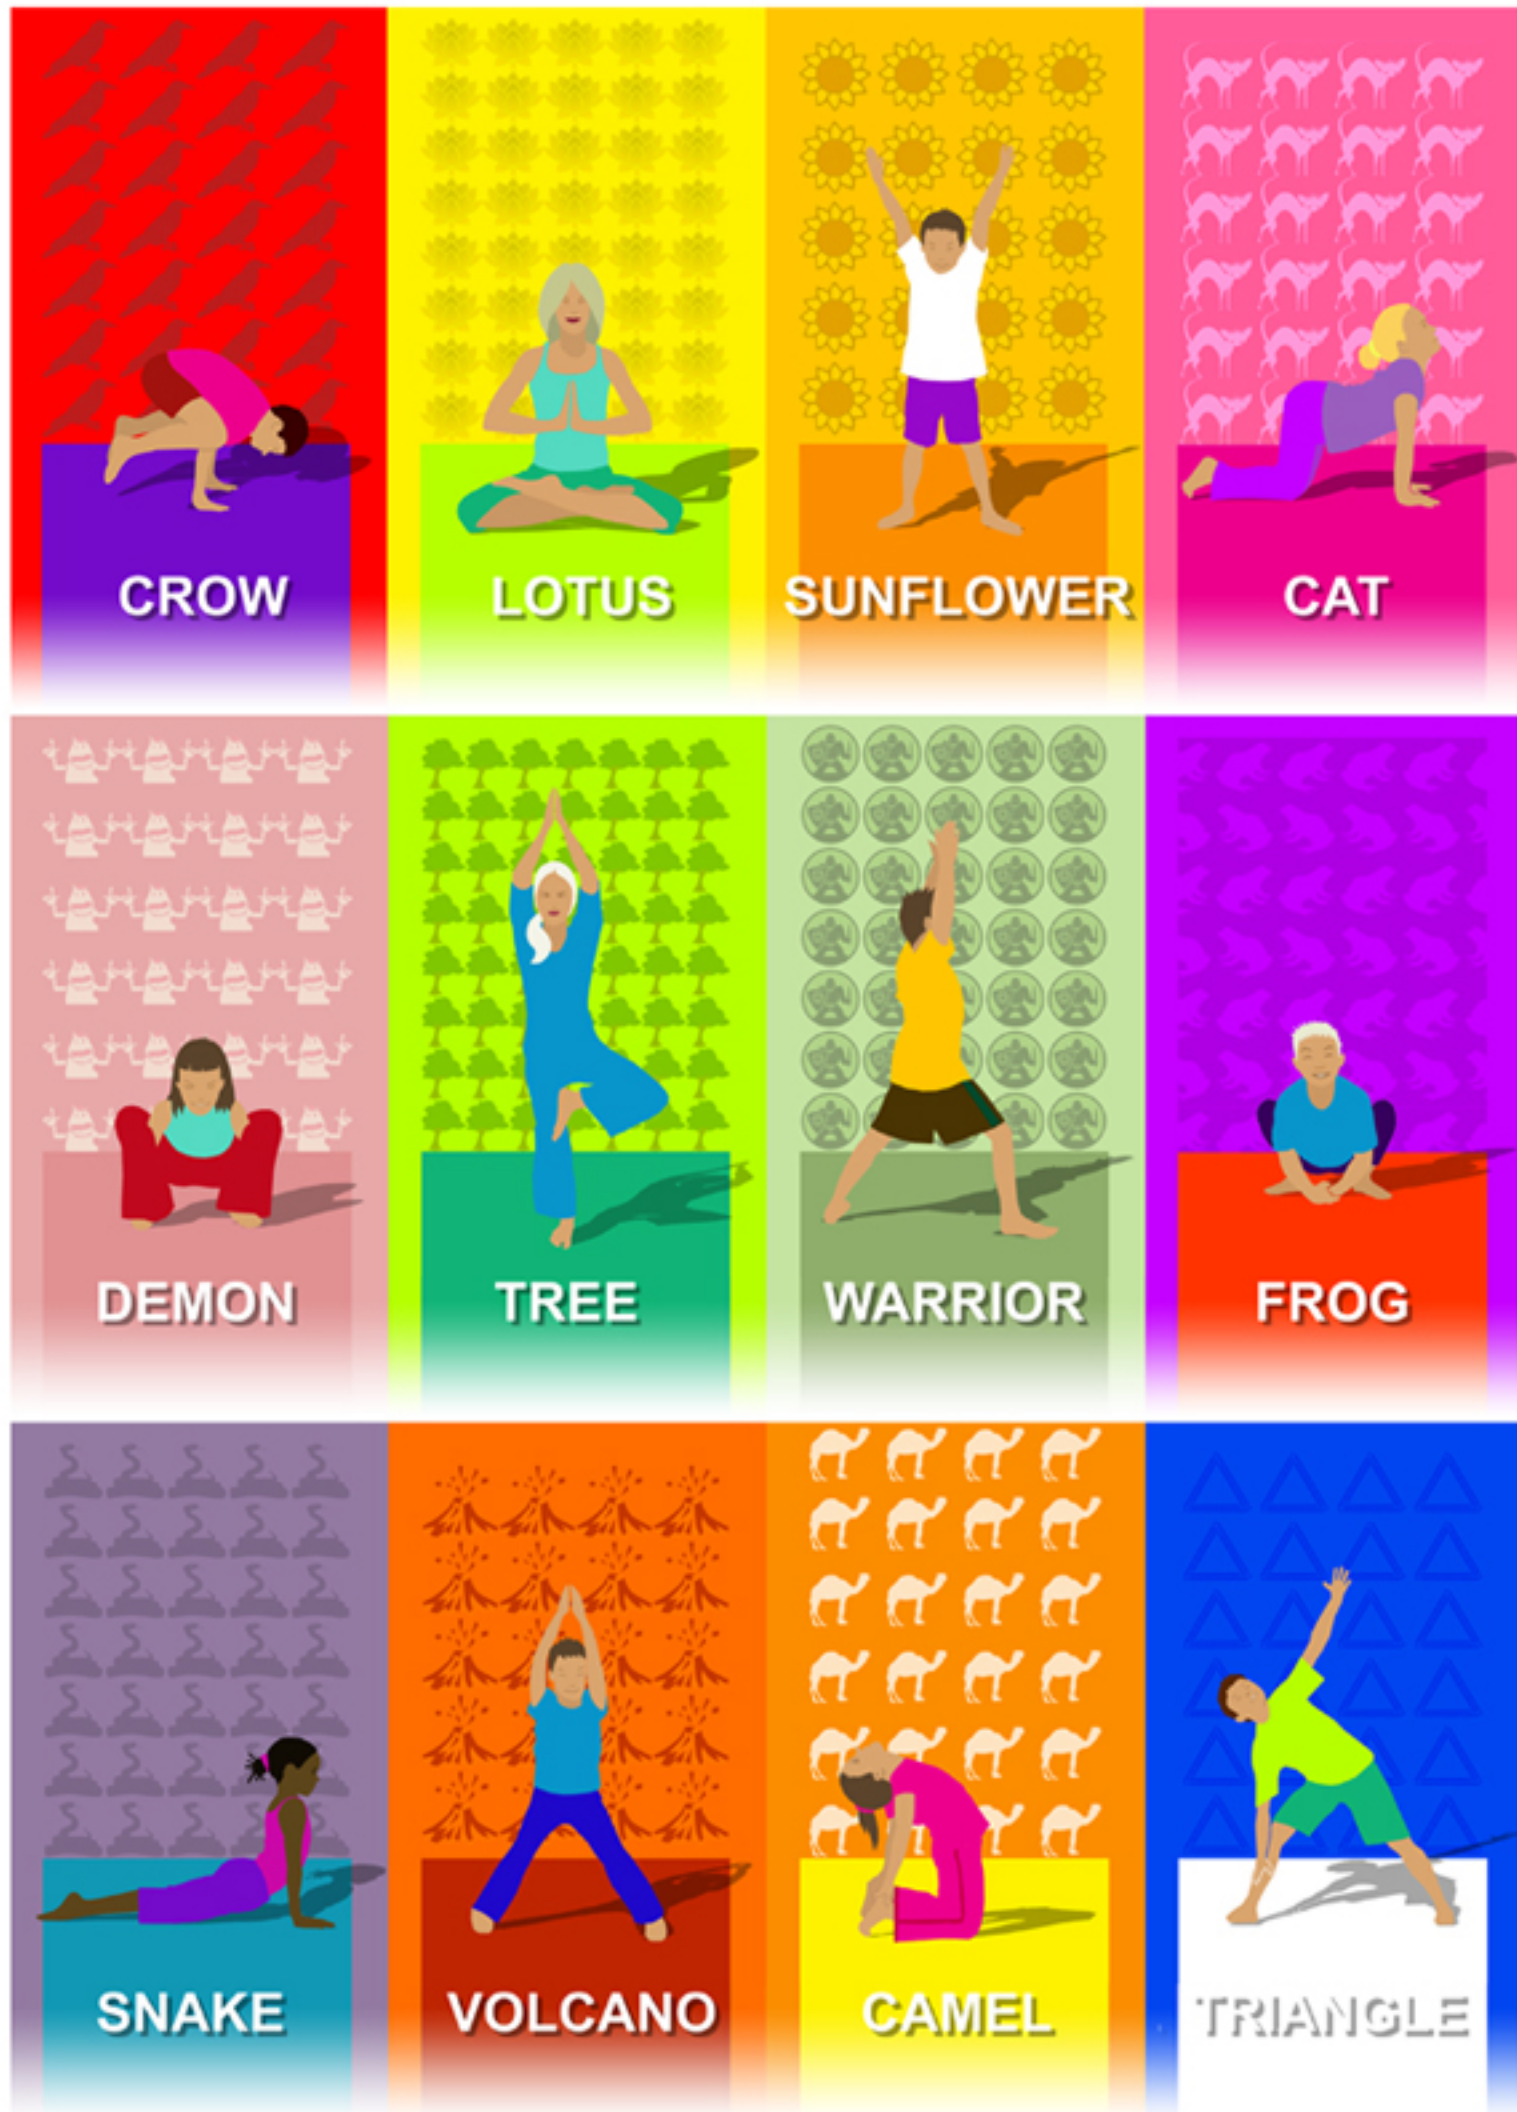 CROW
LOTUS
SUNFLOWER
CAT
DEMON
TREE
WARRIOR
FROG
SNAKE
VOLCANO
CAMEL
TRIANGLE